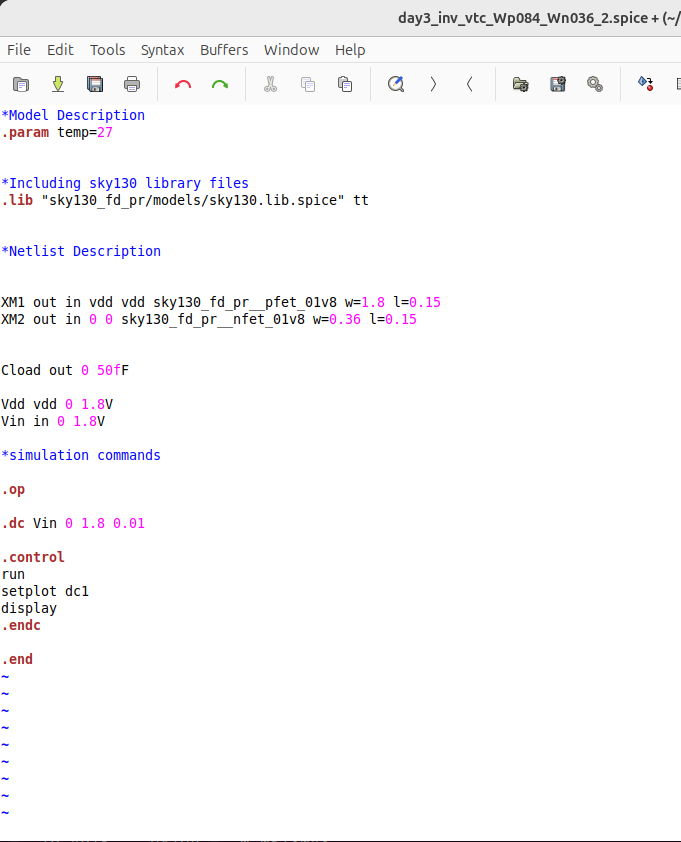 day3_inv_vtc_Wp084_Wn036_2.spice + (~/
File Edit Tools Syntax Buffers Window Help
*Model Description
.param temp=27
*Including sky130 library files
.lib "sky130_fd_pr/models/sky130.lib.spice" tt
*Netlist Description
XM1 out in vdd vdd sky130_fd_pr__pfet_01v8 w=1.8 l=0.15
XM2 out in 0 0 sky130_fd_pr__nfet_01v8 w=0.36 l=0.15
Cload out 0 50fF
Vdd vdd 0 1.8V
Vin in 0 1.8V
*simulation commands
.op
.dc Vin 0 1.8 0.01
.control
run
setplot dc1
display
.endc
.end
~
~
~
~
~
~
~
~
~